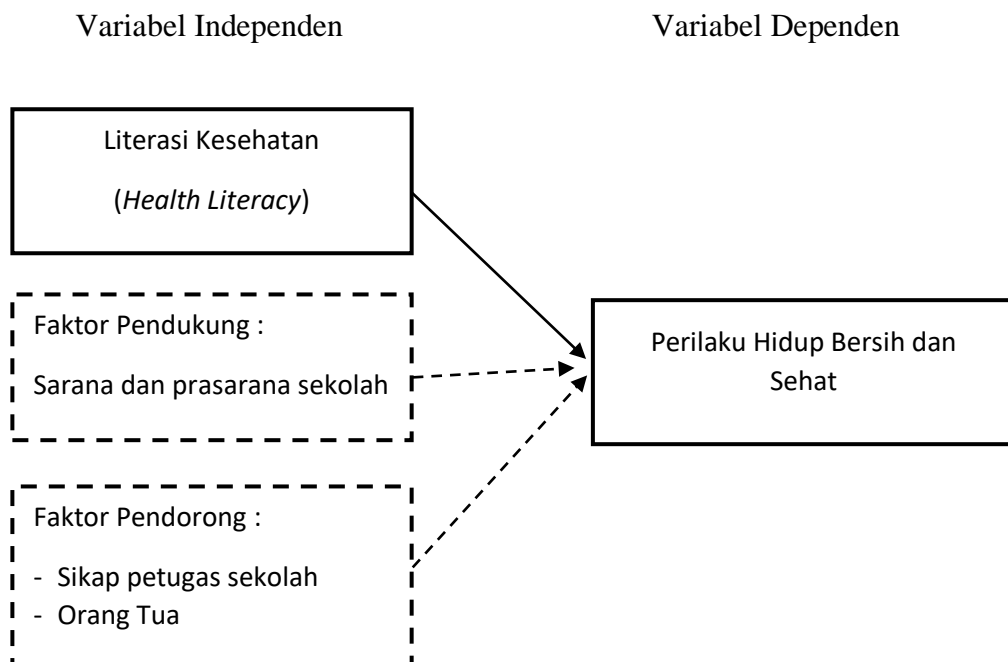 Variabel Independen
Variabel Dependen
Literasi Kesehatan
(Health Literacy)
Faktor Pendukung :
Sarana dan prasarana sekolah
Perilaku Hidup Bersih dan
Sehat
Faktor Pendorong :
- Sikap petugas sekolah
- Orang Tua